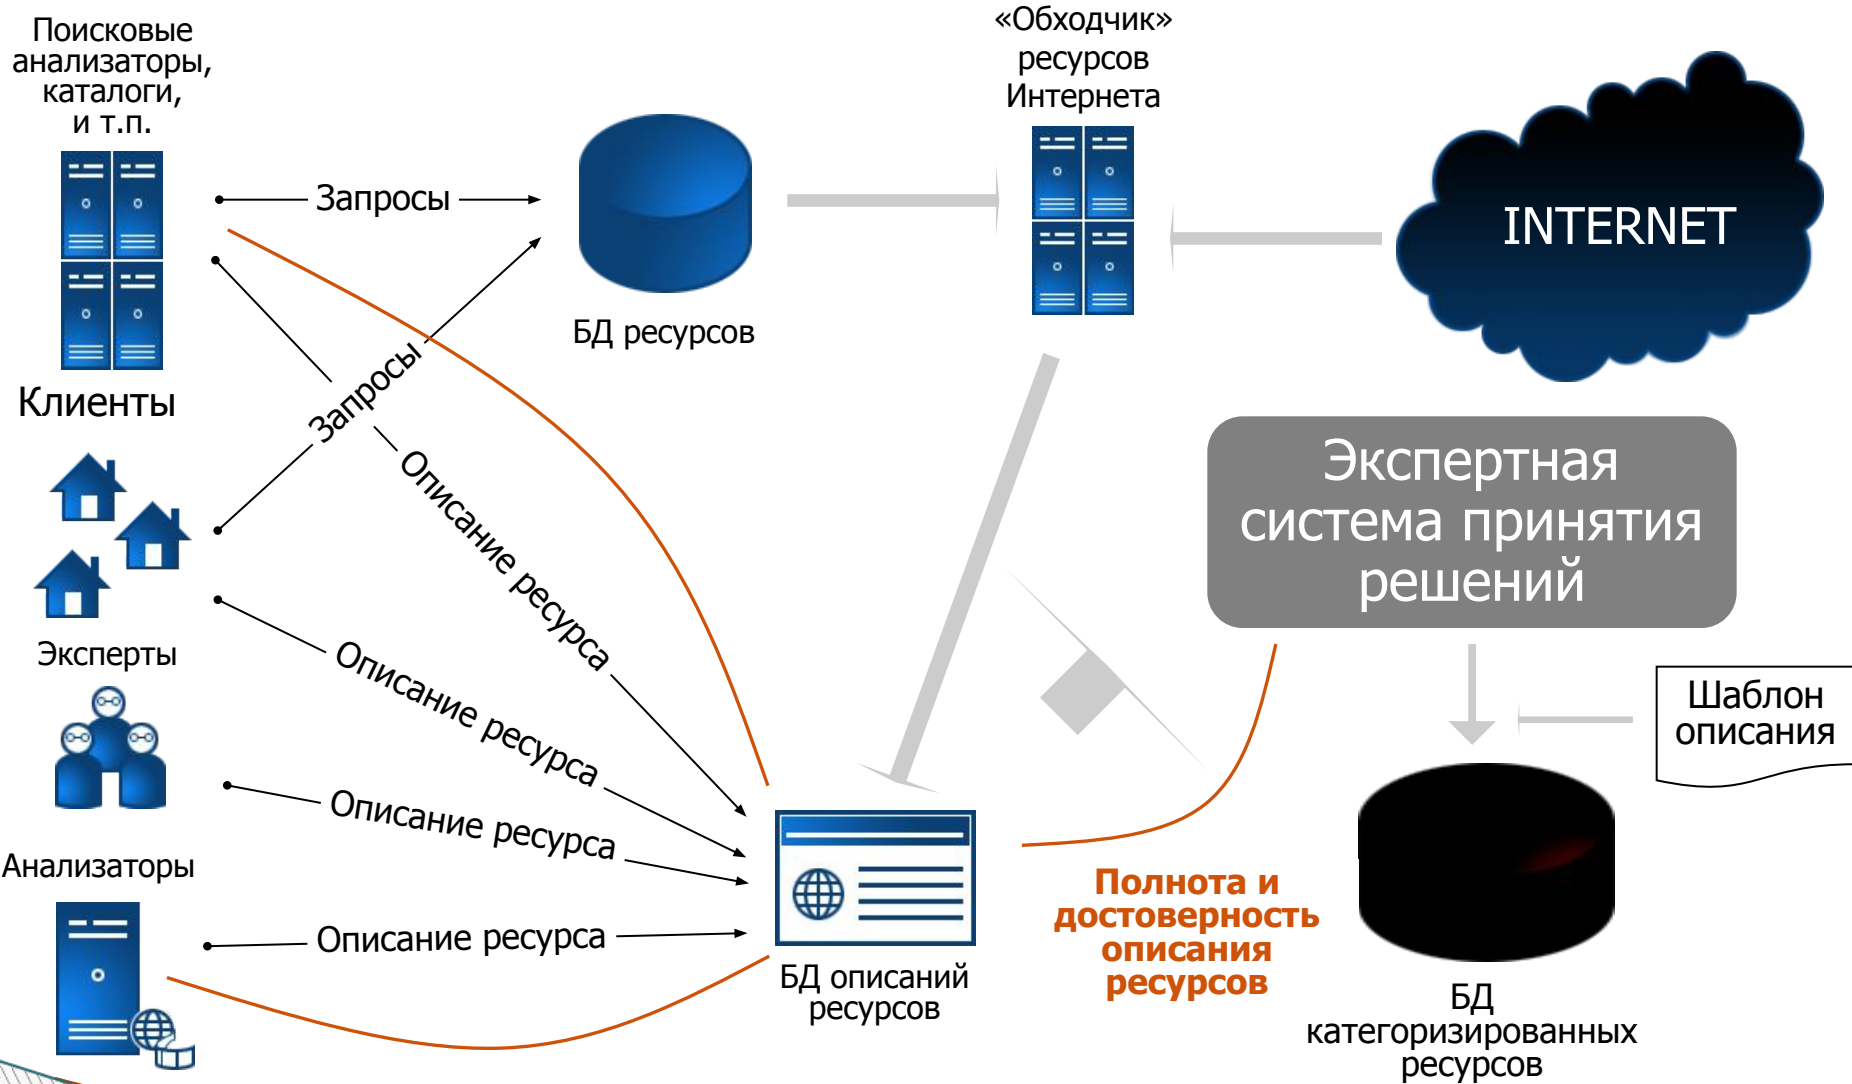 Поисковые
анализаторы,
каталоги,
и т.п.
«Обходчик»
ресурсов
Интернета
INTERNET
Запросы
БД ресурсов
Запросы
Клиенты
Описание ресурса
Экспертная
система принятия
решений
Эксперты
Описание ресурса
Шаблон
описания
Описание ресурса
Анализаторы
Описание ресурса
Полнота и
достоверность
описания
ресурсов
БД описаний
ресурсов
БД
категоризированных
ресурсов